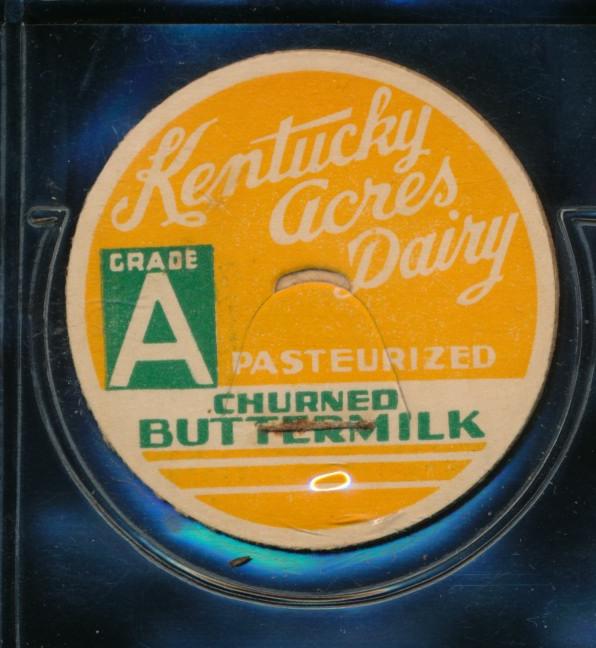 Kentucky
Acres
Dairy
GRADE
A
PASTEURIZED
CHURNED
BUTTERMILK